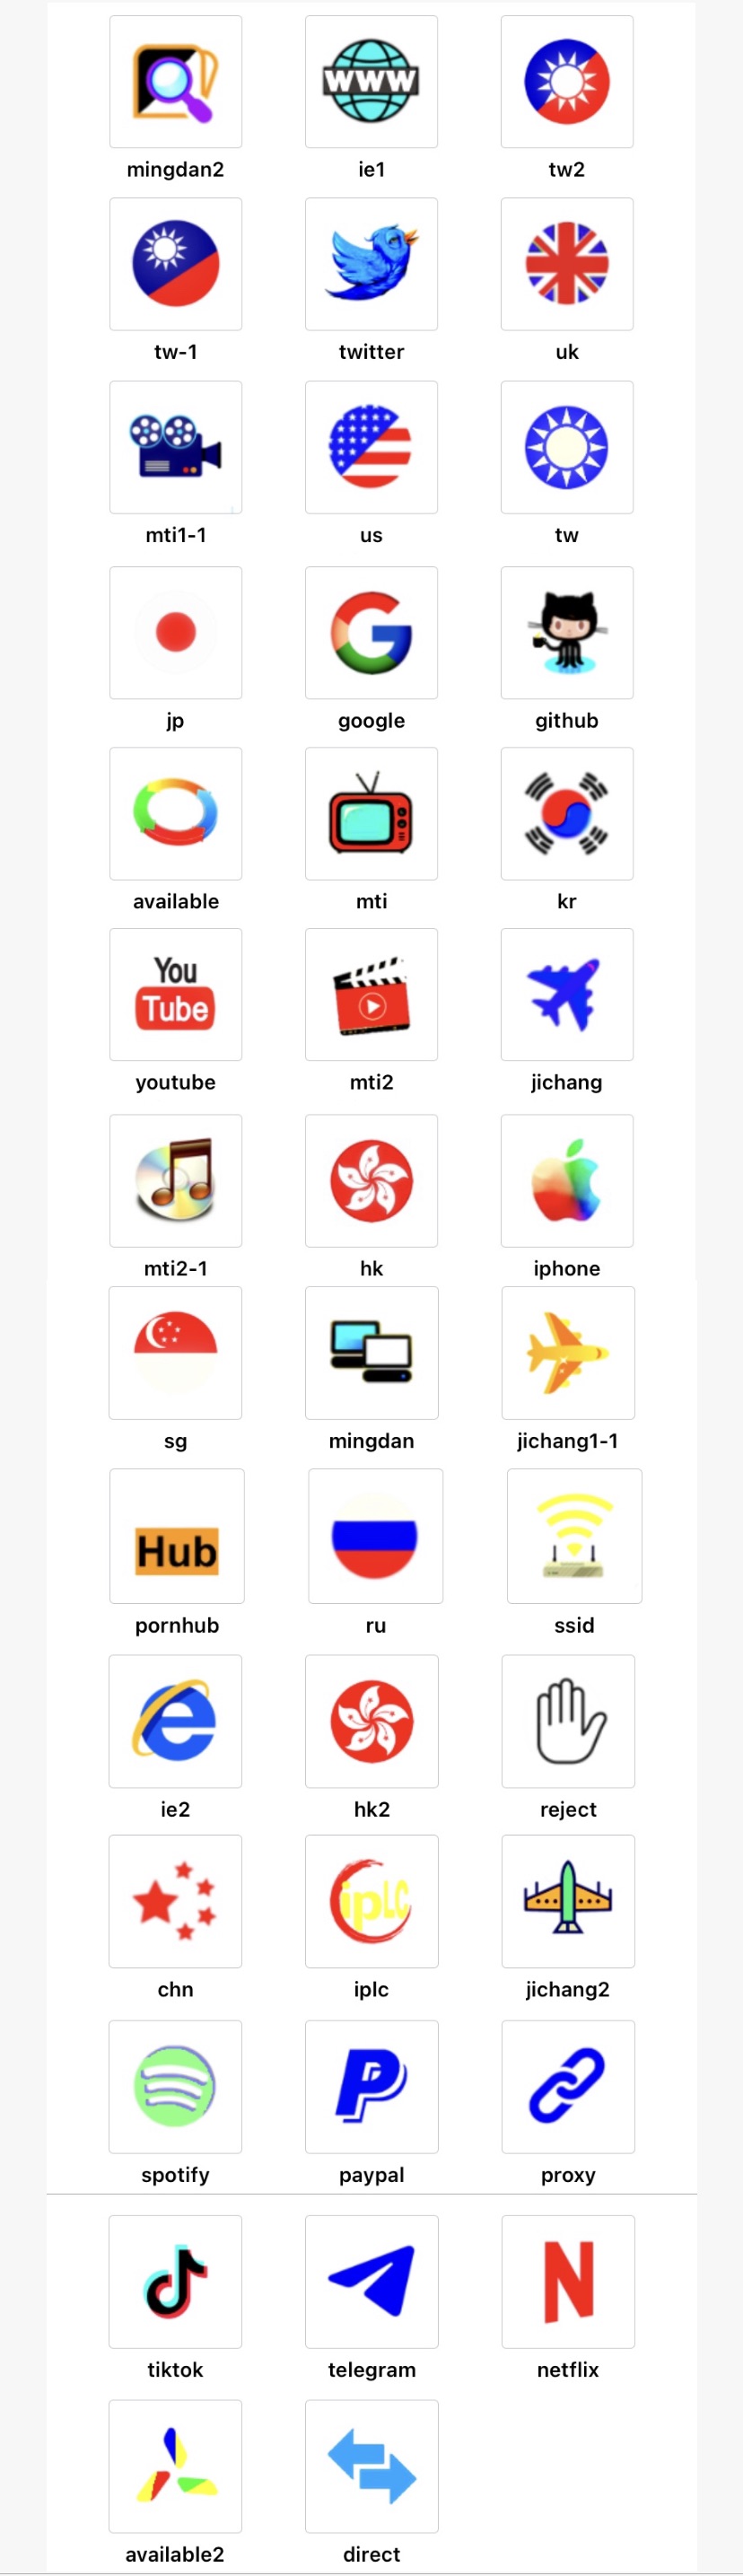 WWW
mingdan2 ie1 tw2
tw-1 twitter uk
mti1-1 us tw
jp google github
available mti kr
You
Tube
youtube mti2 jichang
mti2-1 hk iphone
sg mingdan jichang1-1
Hub
pornhub ru ssid
e
ie2 hk2 reject
ipLC
chn iplc jichang2
P
spotify paypal proxy
N
tiktok telegram netflix
available2 direct